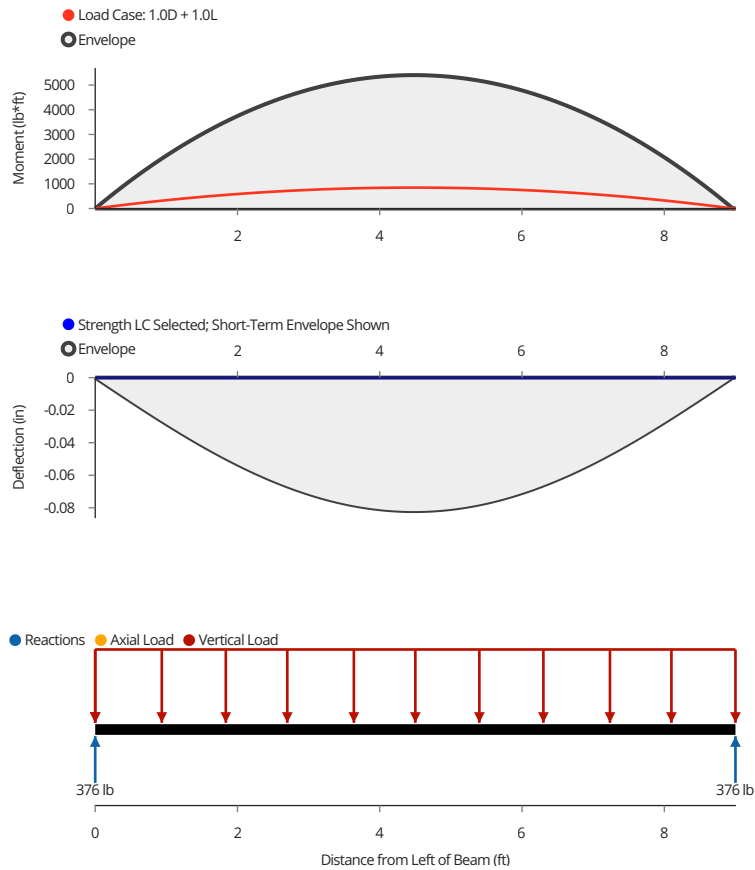 Load Case: 1.0D + 1.0L
Envelope
Moment (lb*ft)
5000
4000
3000
2000
1000
0
2 4 6 8
Strength LC Selected; Short-Term Envelope Shown
Envelope
2 4 6 8
Deflection (in)
0
-0.02
-0.04
-0.06
-0.08
Reactions Axial Load Vertical Load
376 lb 376 lb
0 2 4 6 8
Distance from Left of Beam (ft)